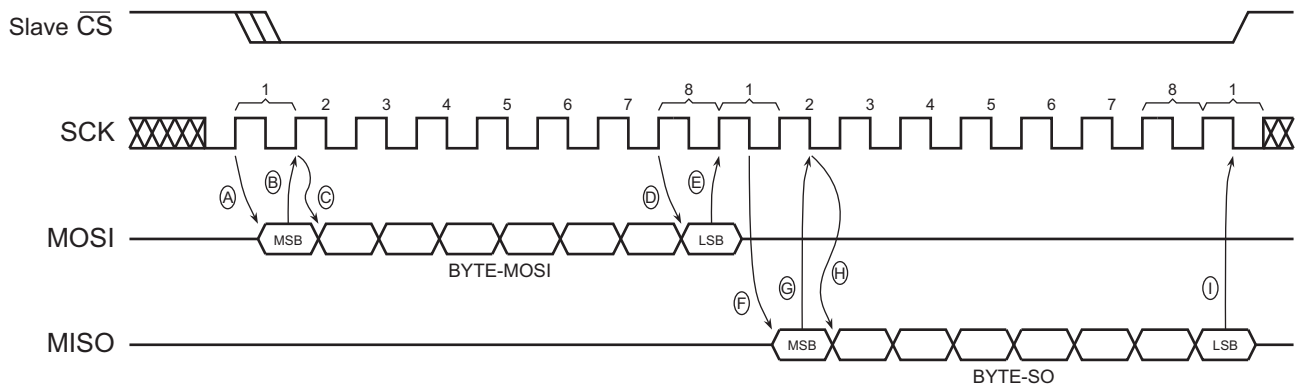 Slave CS
1 2 3 4 5 6 7 8 1 2 3 4 5 6 7 8 1
SCK
A B C D E
MOSI MSB LSB
BYTE-MOSI
F G H I
MISO MSB LSB
BYTE-SO